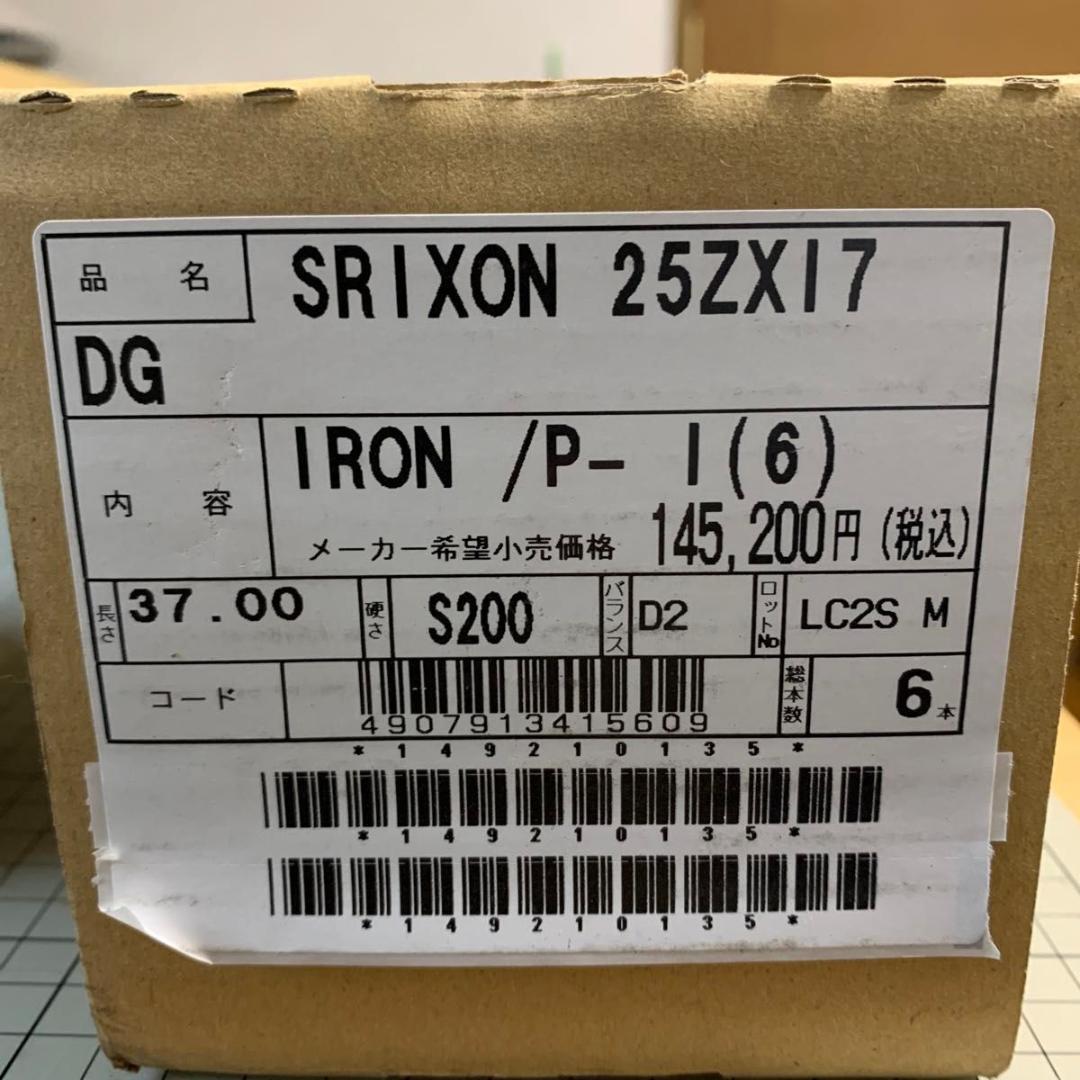 品名 SRIXON 25ZXI7
DG
内容 IRON /P- I(6)
メーカー希望小売価格 145,200円(税込)
長さ 37.00 硬さ S200 バランス D2 ロットNo LC2S M
コード 4907913415609 総本数 6本
*149210135*
*149210135*
*149210135*